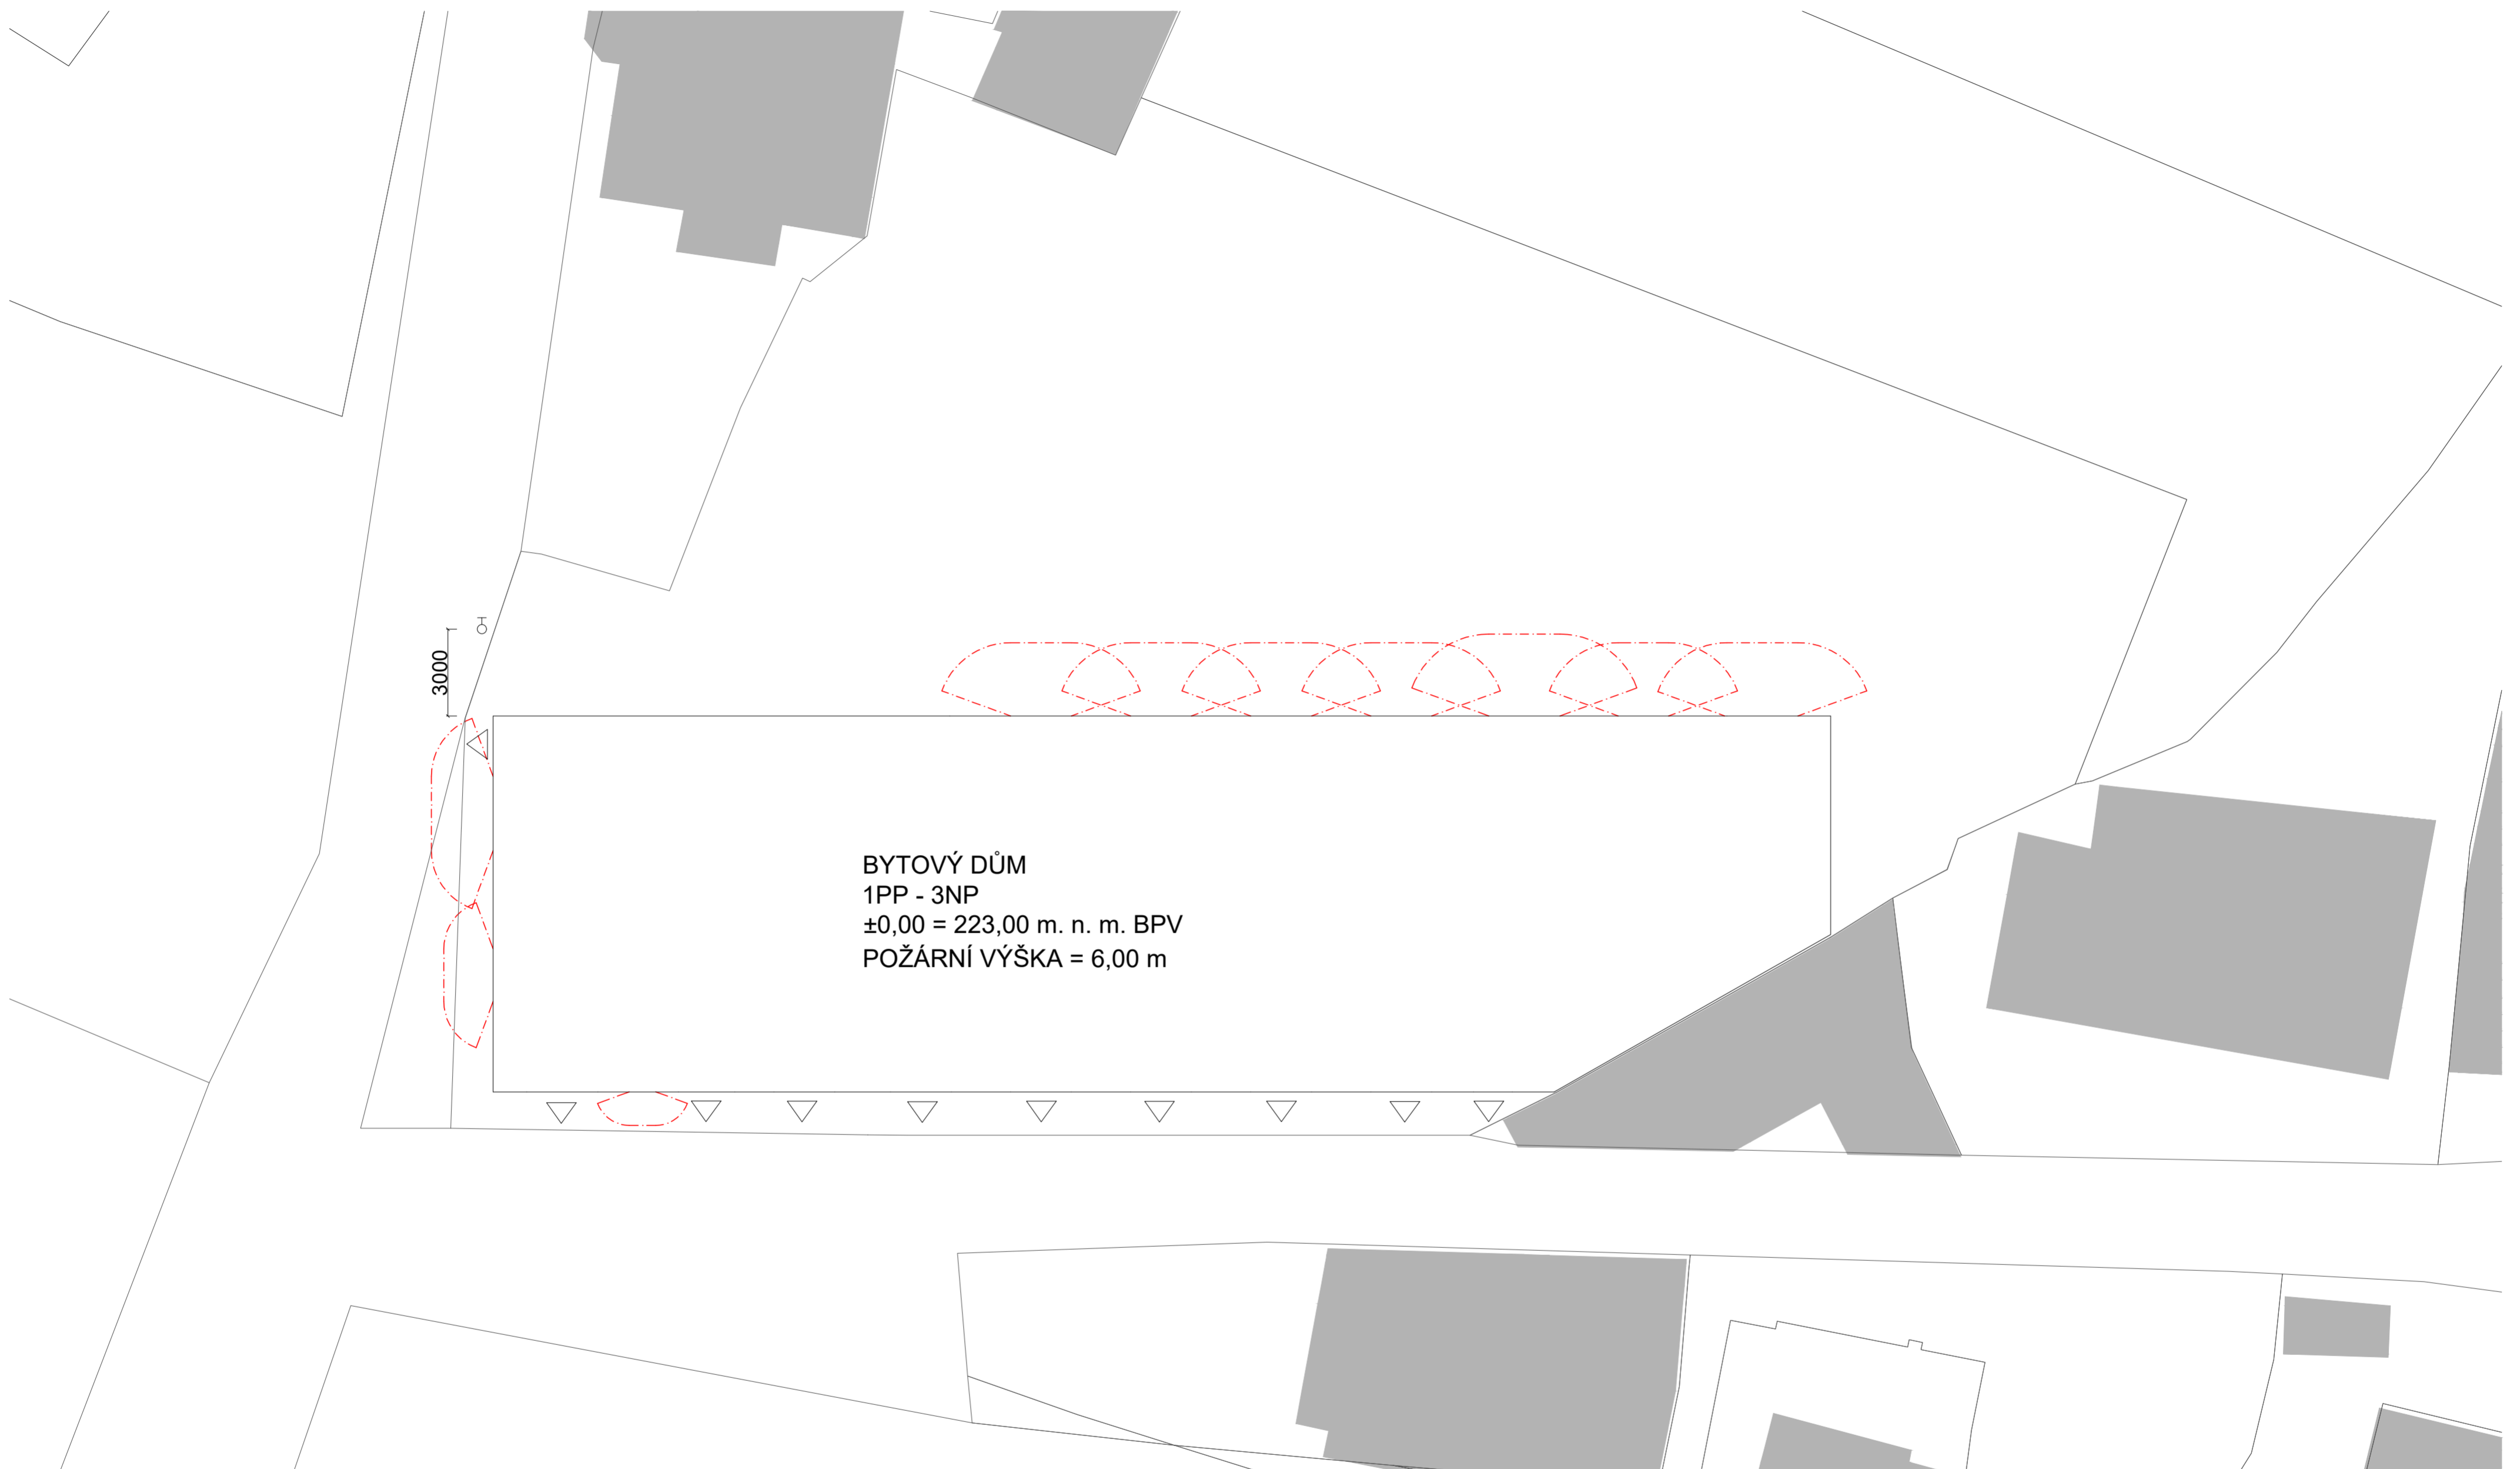 3000
BYTOVÝ DŮM
1PP - 3NP
±0,00 = 223,00 m. n. m. BPV
POŽÁRNÍ VÝŠKA = 6,00 m